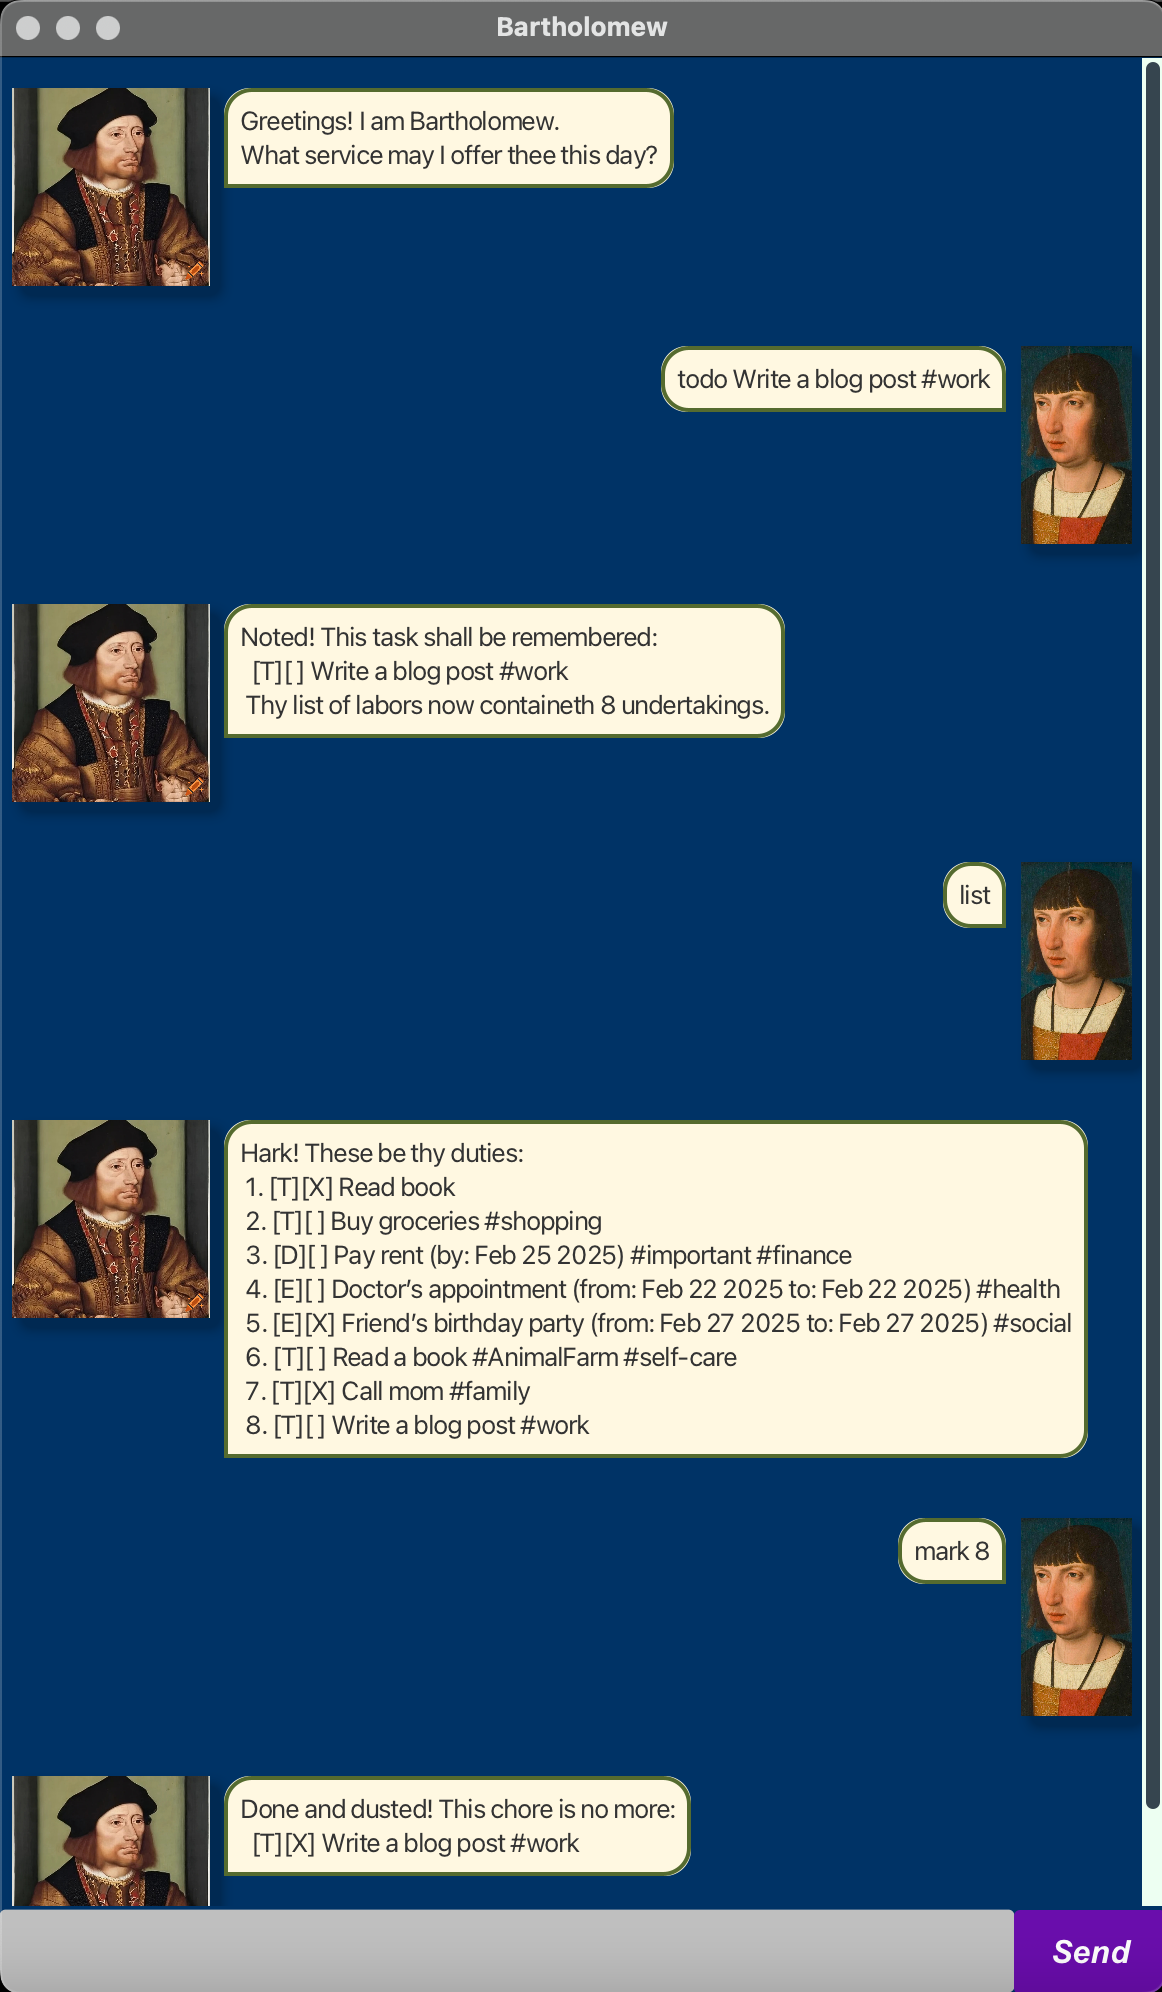 Bartholomew
Greetings! I am Bartholomew.
What service may I offer thee this day?
todo Write a blog post #work
Noted! This task shall be remembered:
[T][ ] Write a blog post #work
Thy list of labors now containeth 8 undertakings.
list
Hark! These be thy duties:
1. [T][X] Read book
2. [T][ ] Buy groceries #shopping
3. [D][ ] Pay rent (by: Feb 25 2025) #important #finance
4. [E][ ] Doctor’s appointment (from: Feb 22 2025 to: Feb 22 2025) #health
5. [E][X] Friend’s birthday party (from: Feb 27 2025 to: Feb 27 2025) #social
6. [T][ ] Read a book #AnimalFarm #self-care
7. [T][X] Call mom #family
8. [T][ ] Write a blog post #work
mark 8
Done and dusted! This chore is no more:
[T][X] Write a blog post #work
Send